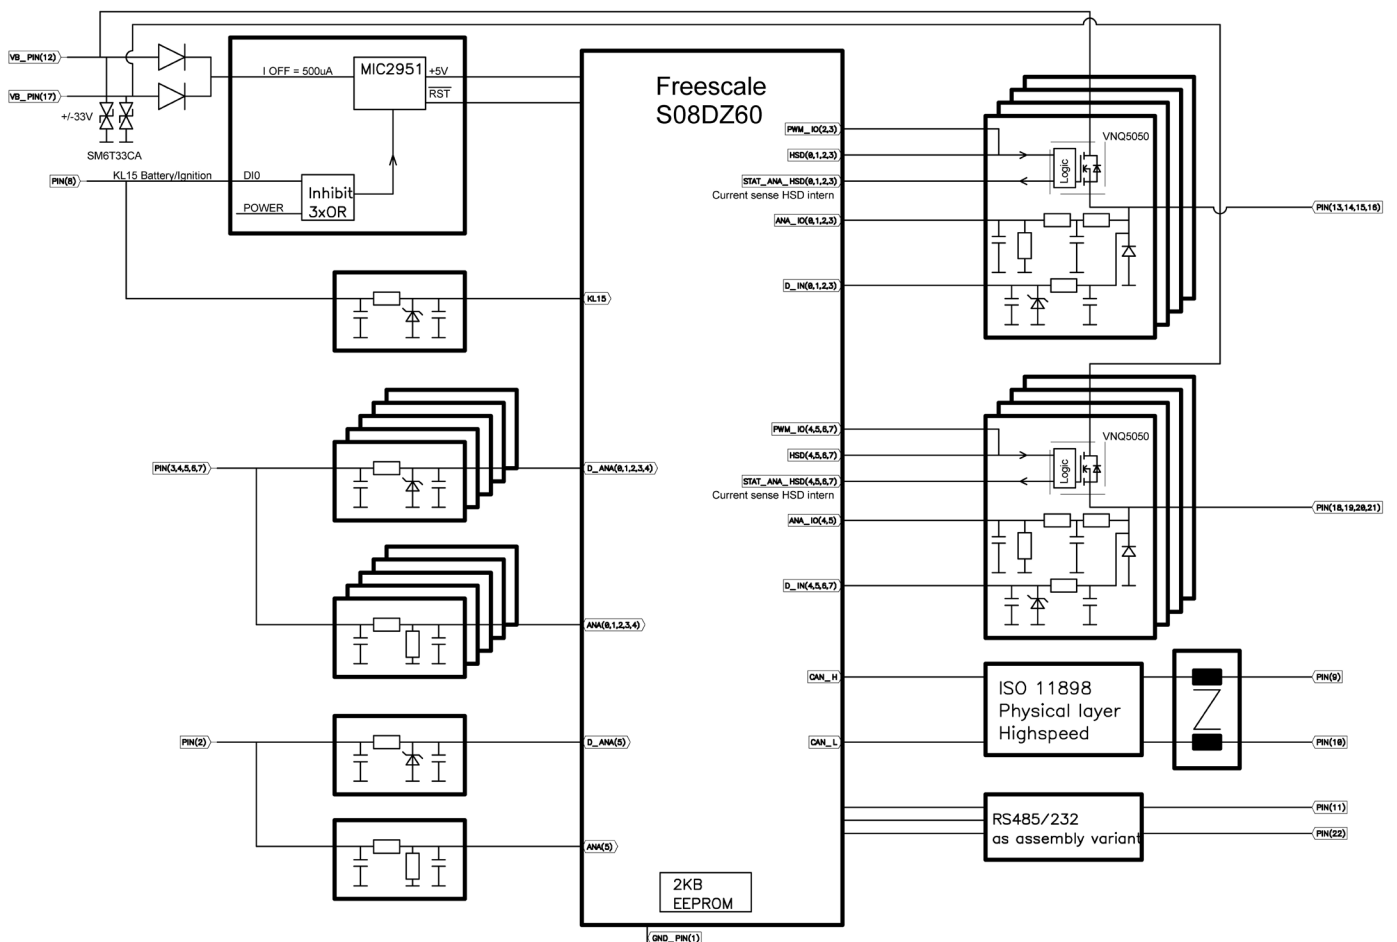 VB_PIN(12)
VB_PIN(17)
+/-33V
SM6T33CA
I OFF = 500uA
MIC2951
+5V
RST
PIN(8)
KL15 Battery/Ignition
DI0
POWER
Inhibit
3xOR
KL15
PIN(3,4,5,6,7)
D_ANA(0,1,2,3,4)
ANA(0,1,2,3,4)
PIN(2)
D_ANA(5)
ANA(5)
Freescale
S08DZ60
2KB
EEPROM
GND_PIN(1)
PWM_IO(2,3)
HSD(0,1,2,3)
STAT_ANA_HSD(0,1,2,3)
Current sense HSD intern
ANA_IO(0,1,2,3)
D_IN(0,1,2,3)
VNQ5050
Logic
PIN(13,14,15,16)
PWM_IO(4,5,6,7)
HSD(4,5,6,7)
STAT_ANA_HSD(4,5,6,7)
Current sense HSD intern
ANA_IO(4,5)
D_IN(4,5,6,7)
VNQ5050
Logic
PIN(18,19,20,21)
CAN_H
CAN_L
ISO 11898
Physical layer
Highspeed
Z
PIN(9)
PIN(10)
RS485/232
as assembly variant
PIN(11)
PIN(22)